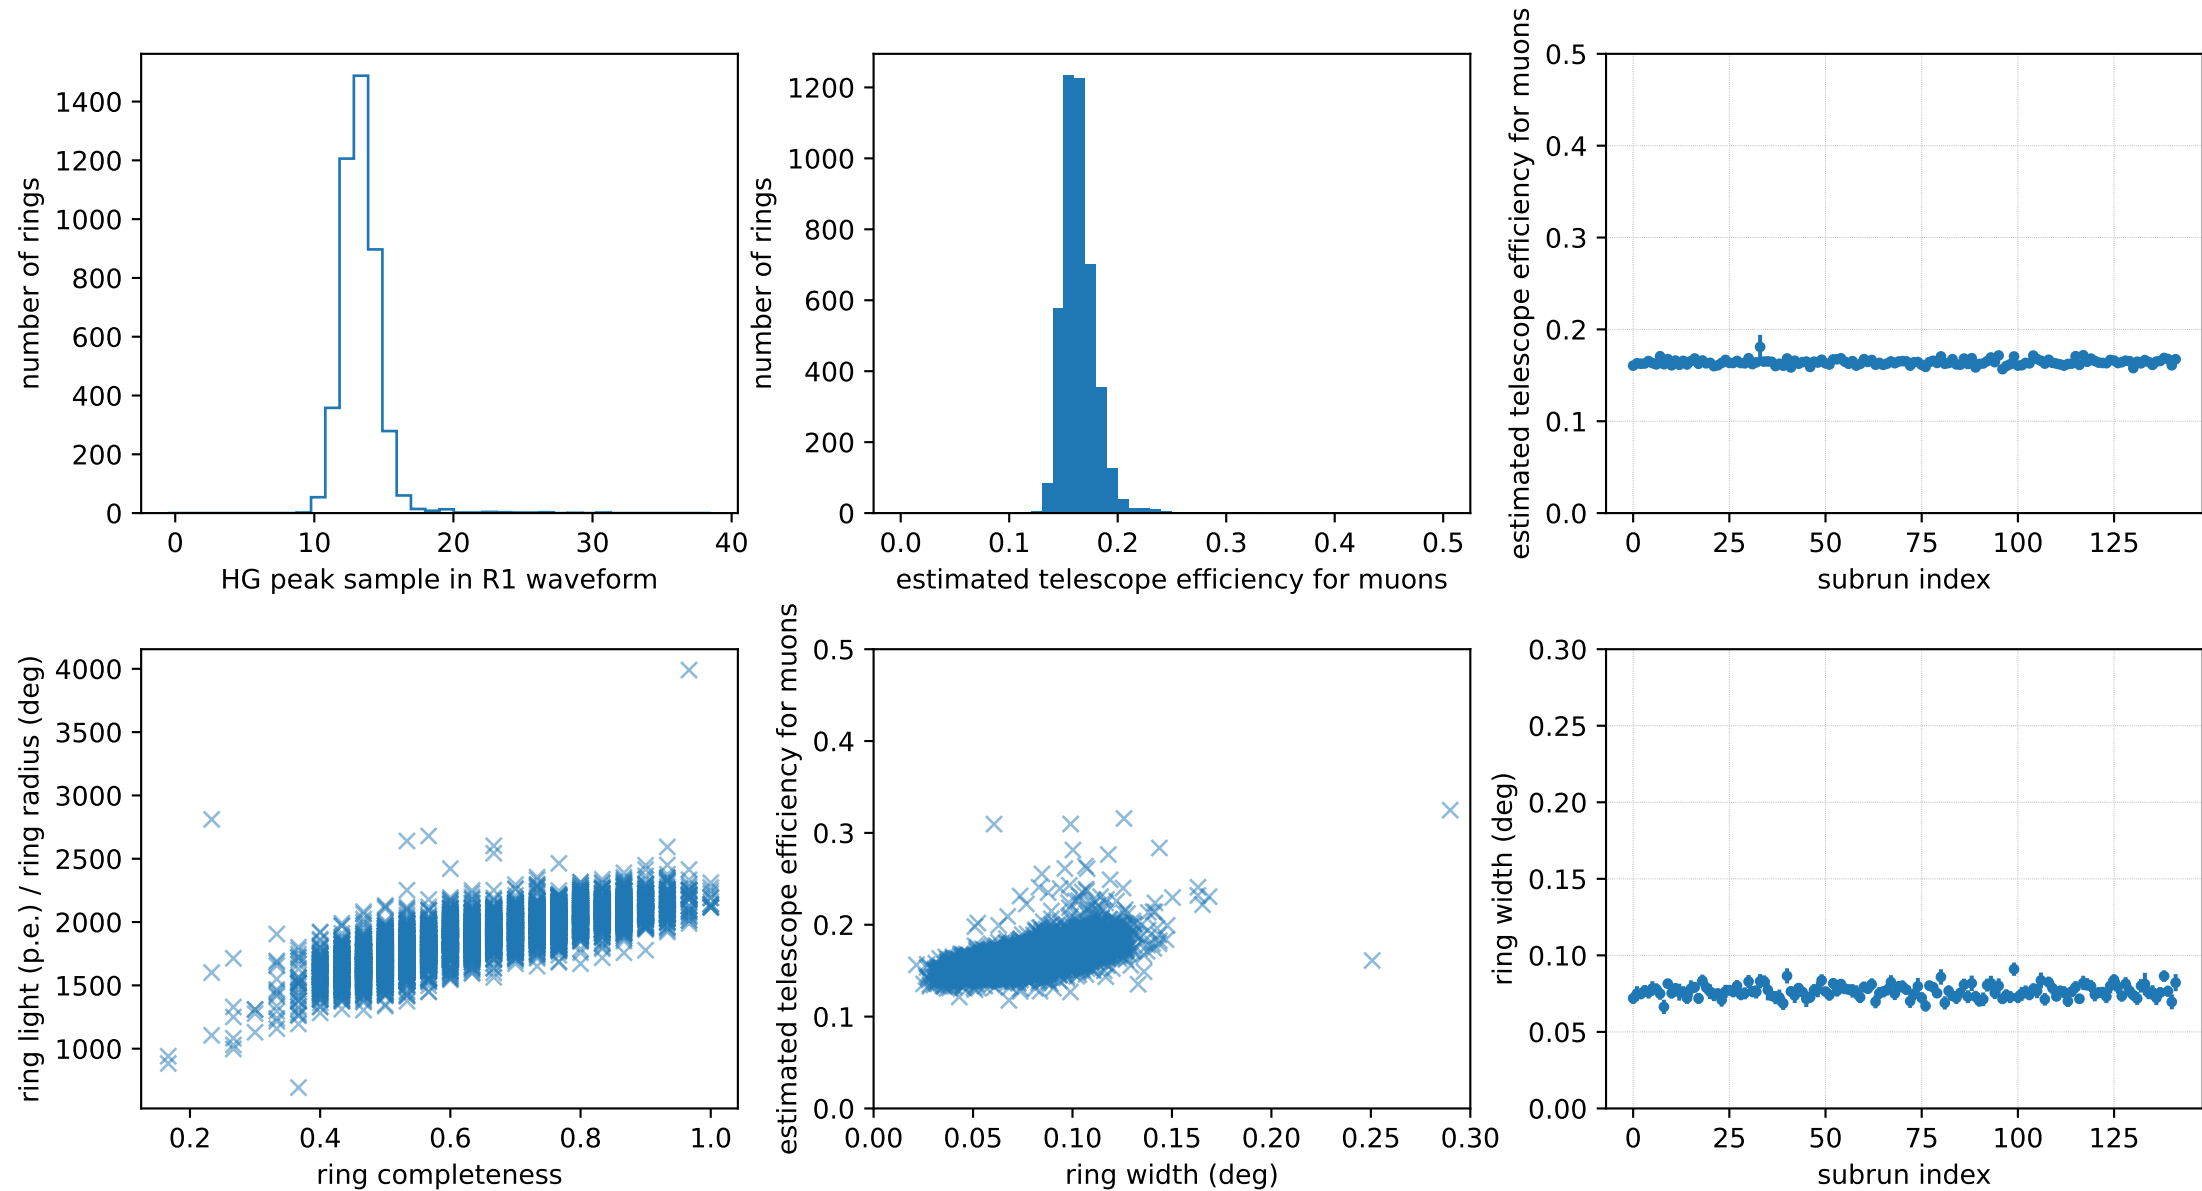 number of rings
1400
1200
1000
800
600
400
200
0
0 10 20 30 40
HG peak sample in R1 waveform
number of rings
1200
1000
800
600
400
200
0
0.0 0.1 0.2 0.3 0.4 0.5
estimated telescope efficiency for muons
estimated telescope efficiency for muons
0.5
0.4
0.3
0.2
0.1
0.0
0 25 50 75 100 125
subrun index
ring light (p.e.) / ring radius (deg)
4000
3500
3000
2500
2000
1500
1000
0.2 0.4 0.6 0.8 1.0
ring completeness
estimated telescope efficiency for muons
0.5
0.4
0.3
0.2
0.1
0.0
0.00 0.05 0.10 0.15 0.20 0.25 0.30
ring width (deg)
ring width (deg)
0.30
0.25
0.20
0.15
0.10
0.05
0.00
0 25 50 75 100 125
subrun index